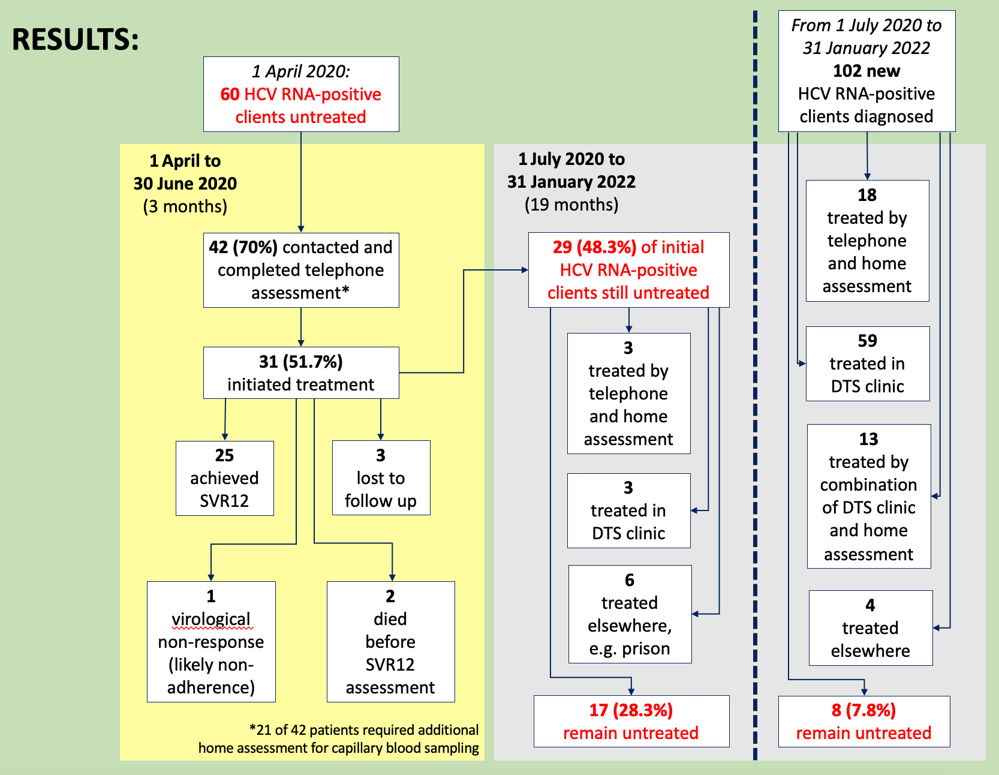 RESULTS:
1 April 2020:
60 HCV RNA-positive
clients untreated
1 April to
30 June 2020
(3 months)
42 (70%) contacted and
completed telephone
assessment*
31 (51.7%)
initiated treatment
25
achieved
SVR12
3
lost to
follow up
1
virological
non-response
(likely non-
adherence)
2
died
before
SVR12
assessment
*21 of 42 patients required additional
home assessment for capillary blood sampling
1 July 2020 to
31 January 2022
(19 months)
29 (48.3%) of initial
HCV RNA-positive
clients still untreated
3
treated by
telephone
and home
assessment
3
treated in
DTS clinic
6
treated
elsewhere,
e.g. prison
17 (28.3%)
remain untreated
From 1 July 2020 to
31 January 2022
102 new
HCV RNA-positive
clients diagnosed
18
treated by
telephone
and home
assessment
59
treated in
DTS clinic
13
treated by
combination
of DTS clinic
and home
assessment
4
treated
elsewhere
8 (7.8%)
remain untreated